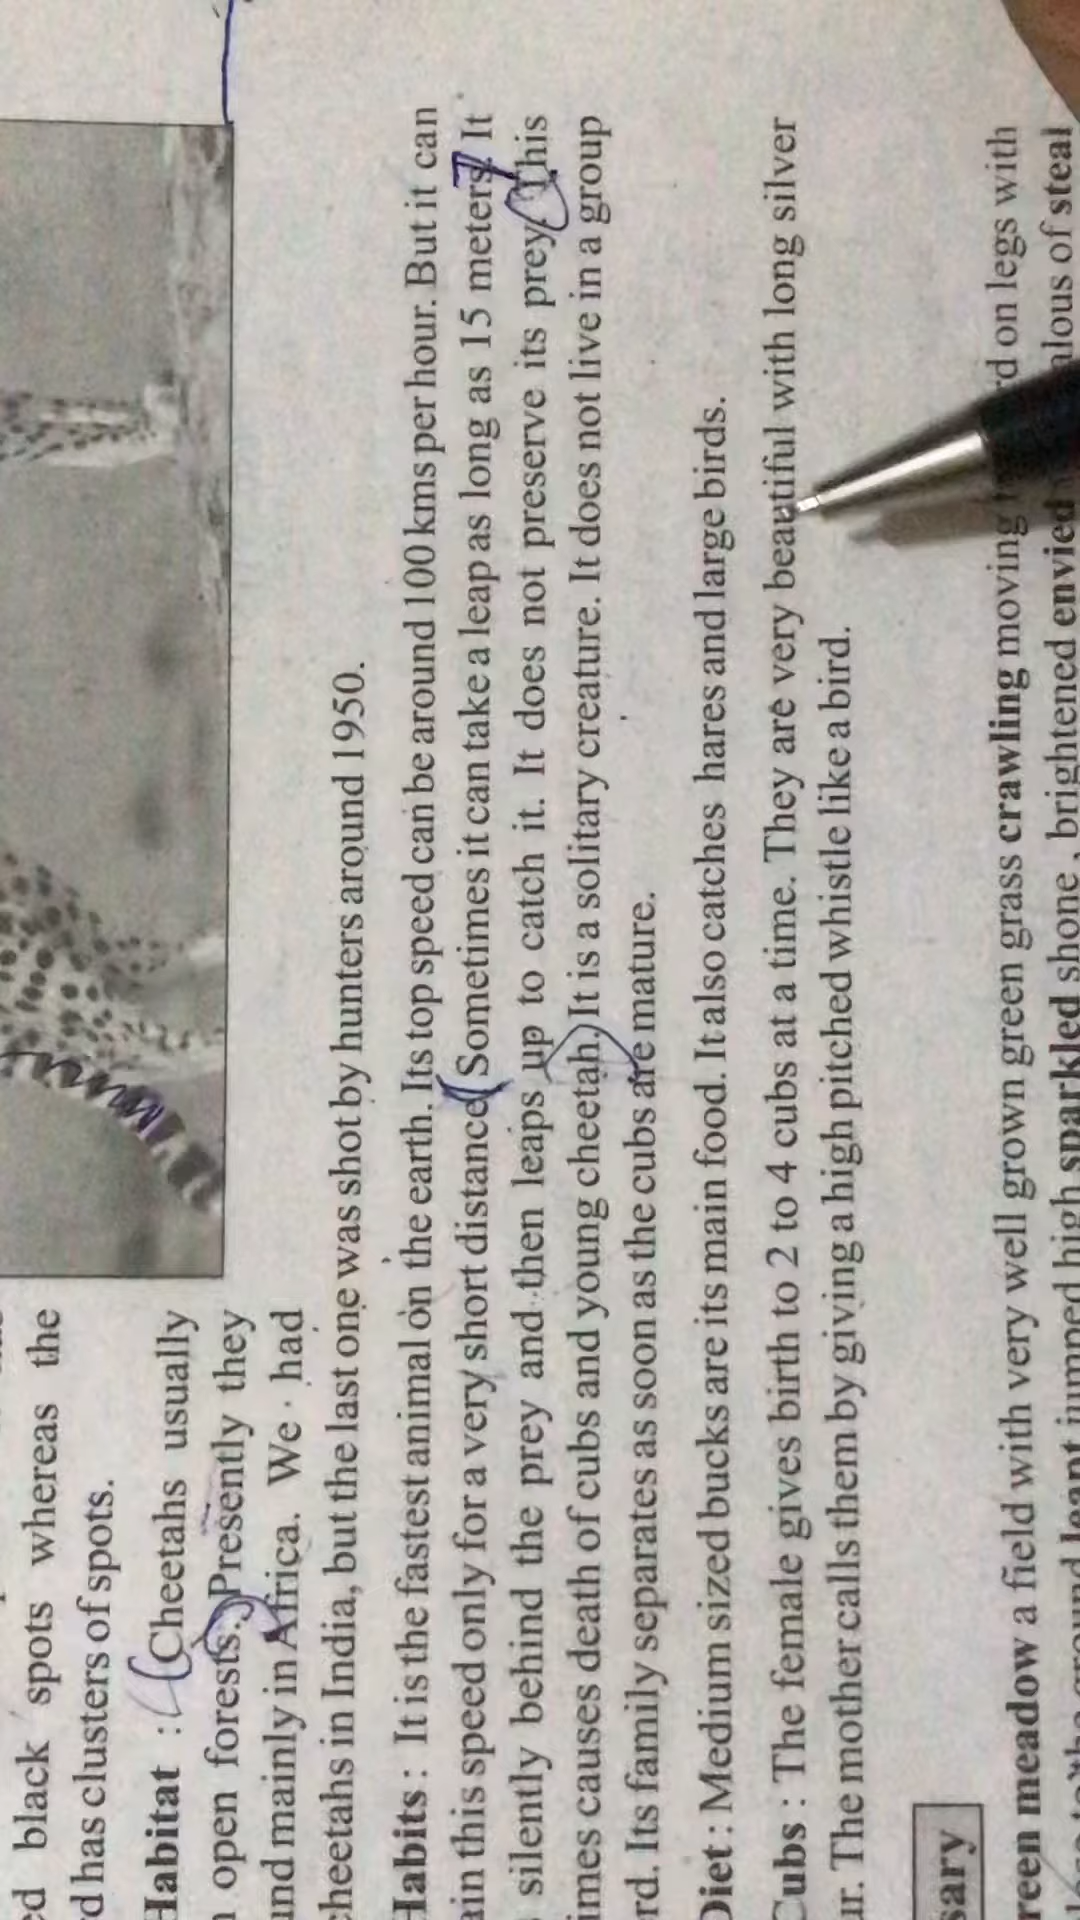 black spots whereas the
has clusters of spots.
Habitat : Cheetahs usually
open forests. Presently they
mainly in Africa. We had
cheetahs in India, but the last one was shot by hunters around 1950.
Habits : It is the fastest animal on the earth. Its top speed can be around 100 kms per hour. But it can
this speed only for a very short distance. Sometimes it can take a leap as long as 15 meters. It
silently behind the prey and then leaps up to catch it. It does not preserve its prey. This
causes death of cubs and young cheetah. It is a solitary creature. It does not live in a group
Its family separates as soon as the cubs are mature.
Diet : Medium sized bucks are its main food. It also catches hares and large birds.
Cubs : The female gives birth to 2 to 4 cubs at a time. They are very beautiful with long silver
The mother calls them by giving a high pitched whistle like a bird.
meadow a field with very well grown green grass crawling moving on legs with
leapt jumped high sparkled shone, brightened envied of steal